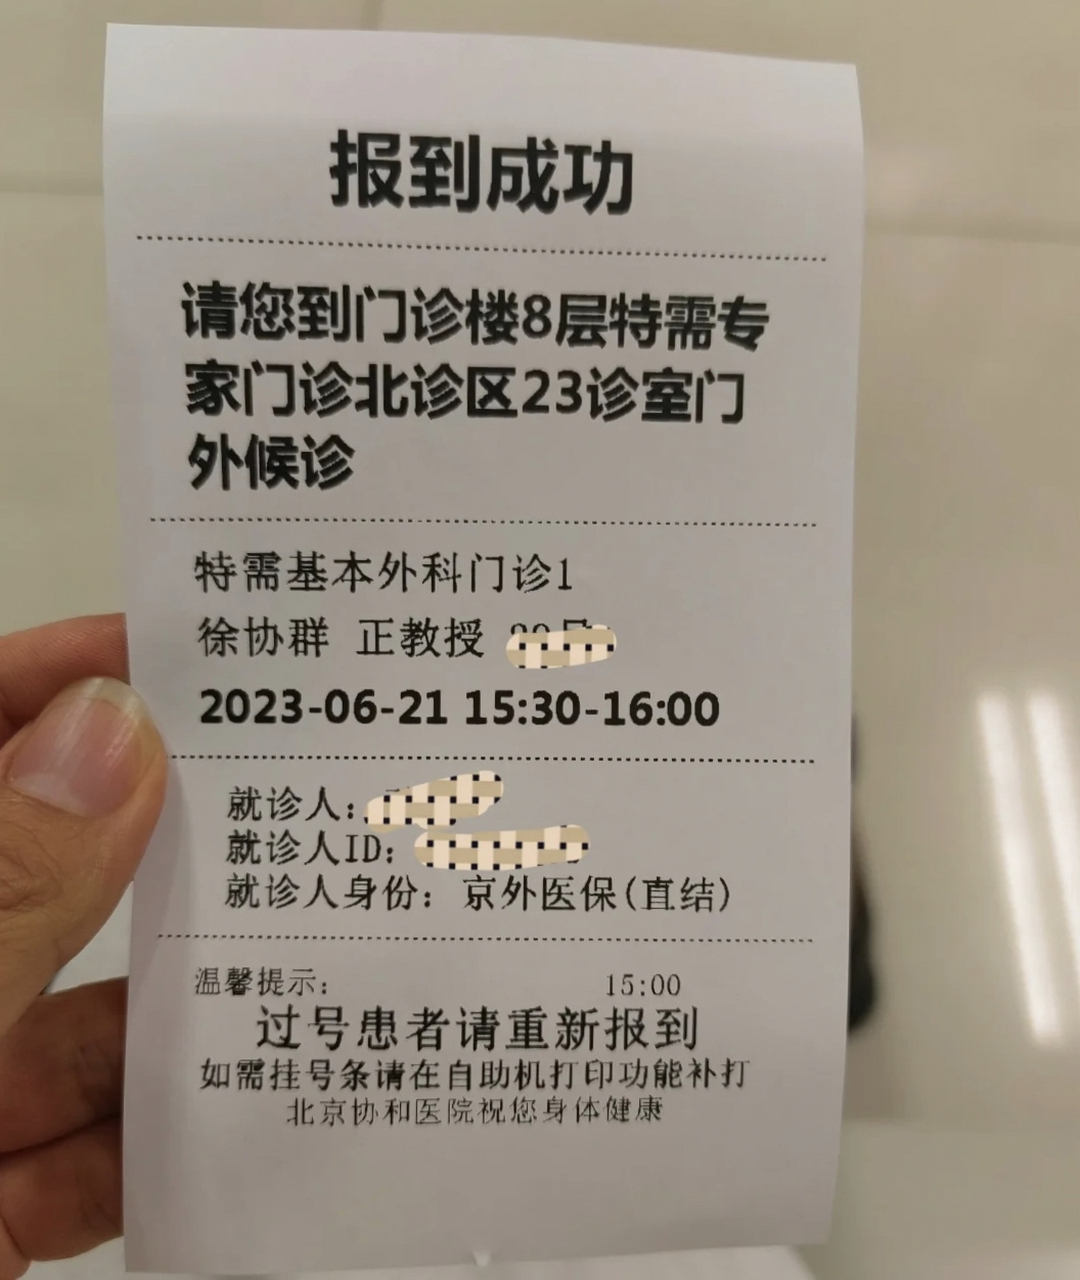 报到成功
请您到门诊楼8层特需专
家门诊北诊区23诊室门
外候诊
特需基本外科门诊1
徐协群 正教授
2023-06-21 15:30-16:00
就诊人：
就诊人ID：
就诊人身份：京外医保(直结)
温馨提示： 15:00
过号患者请重新报到
如需挂号条请在自助机打印功能补打
北京协和医院祝您身体健康